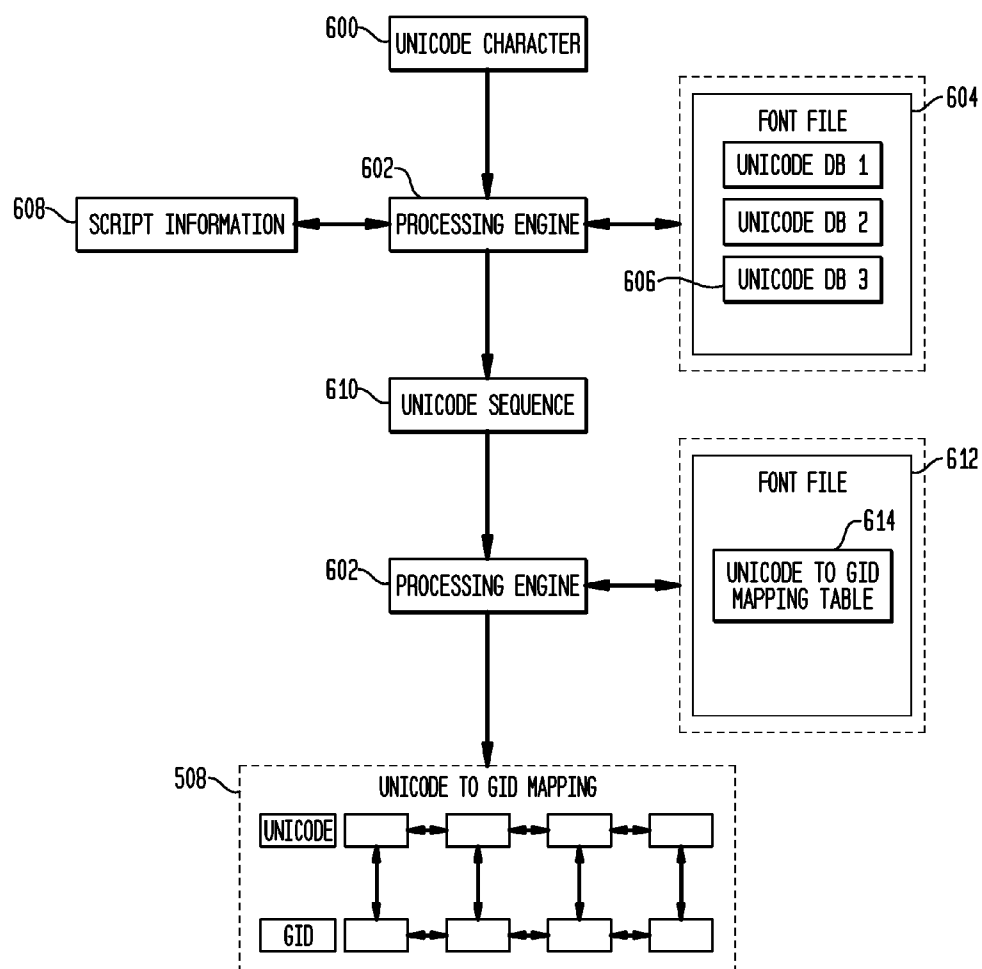 600
UNICODE CHARACTER
604
FONT FILE
UNICODE DB 1
602
608
SCRIPT INFORMATION
PROCESSING ENGINE
UNICODE DB 2
606
UNICODE DB 3
610
UNICODE SEQUENCE
612
FONT FILE
614
602
PROCESSING ENGINE
UNICODE TO GID
MAPPING TABLE
508
UNICODE TO GID MAPPING
UNICODE
GID